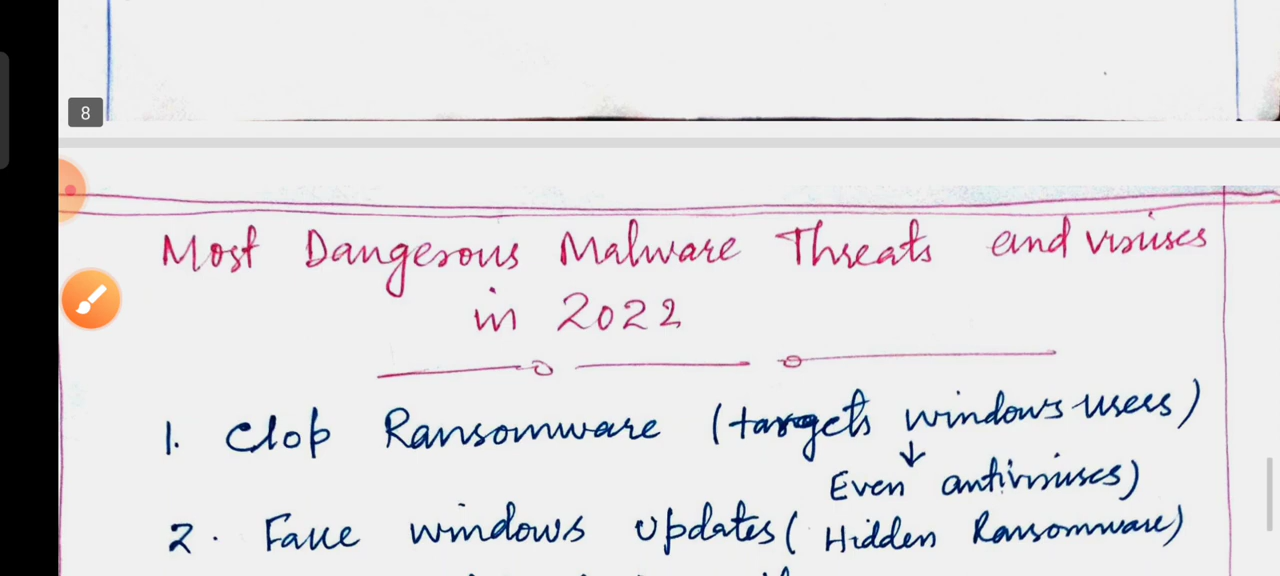 8
Most Dangerous Malware Threats and viruses
in 2022
1. Clop Ransomware (targets windows users)
↓
Even antiviruses)
2. Fake windows updates (Hidden Ransomware)